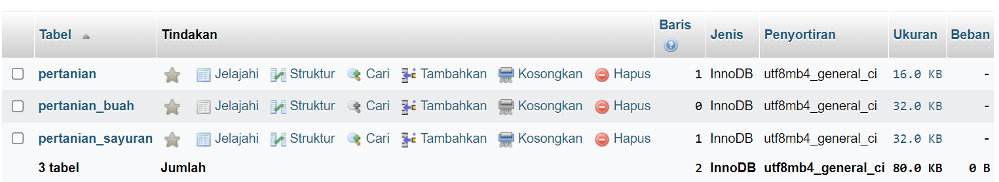 Tabel Tindakan Baris Jenis Penyortiran Ukuran Beban
pertanian Jelajahi Struktur Cari Tambahkan Kosongkan Hapus 1 InnoDB utf8mb4_general_ci 16.0 KB -
pertanian_buah Jelajahi Struktur Cari Tambahkan Kosongkan Hapus 0 InnoDB utf8mb4_general_ci 32.0 KB -
pertanian_sayuran Jelajahi Struktur Cari Tambahkan Kosongkan Hapus 1 InnoDB utf8mb4_general_ci 32.0 KB -
3 tabel Jumlah 2 InnoDB utf8mb4_general_ci 80.0 KB 0 B